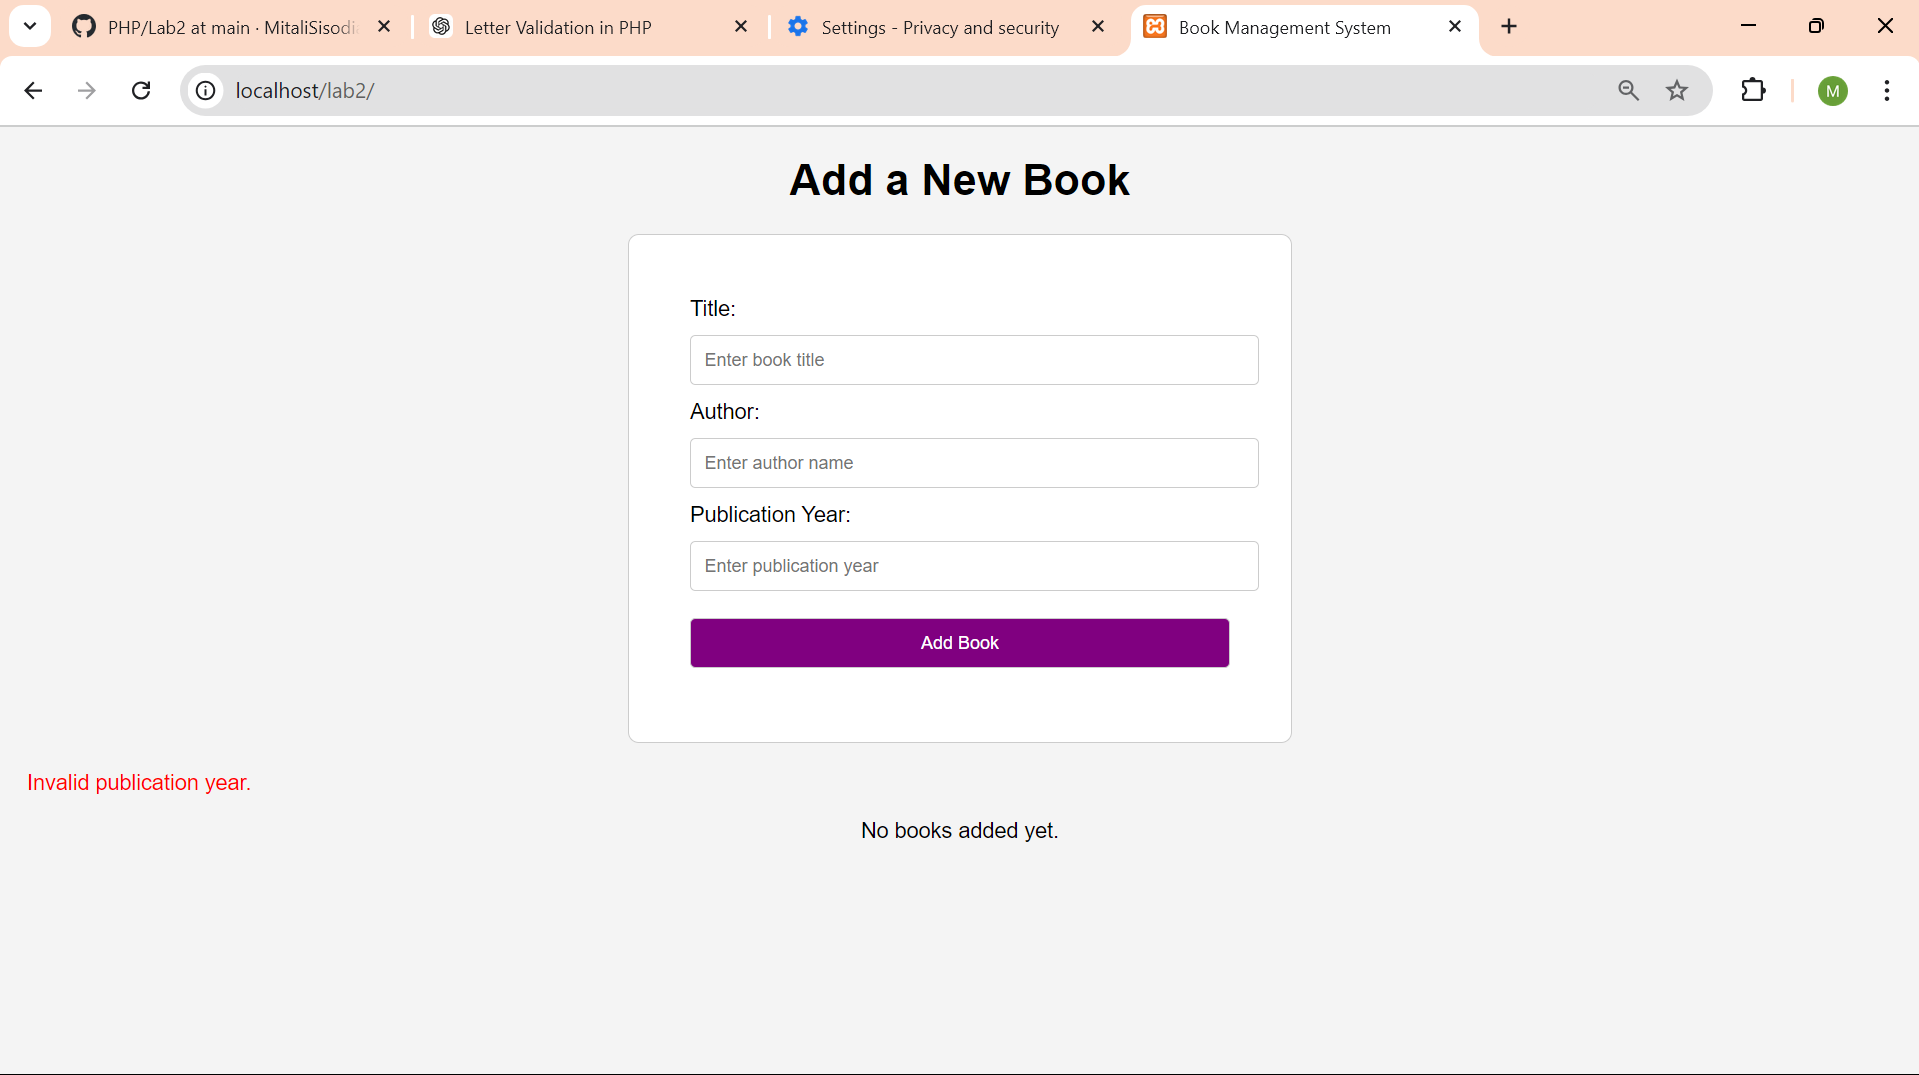 PHP/Lab2 at main · MitaliSisodi
Letter Validation in PHP
Settings - Privacy and security
Book Management System
localhost/lab2/
M
Add a New Book
Title:
Enter book title
Author:
Enter author name
Publication Year:
Enter publication year
Add Book
Invalid publication year.
No books added yet.